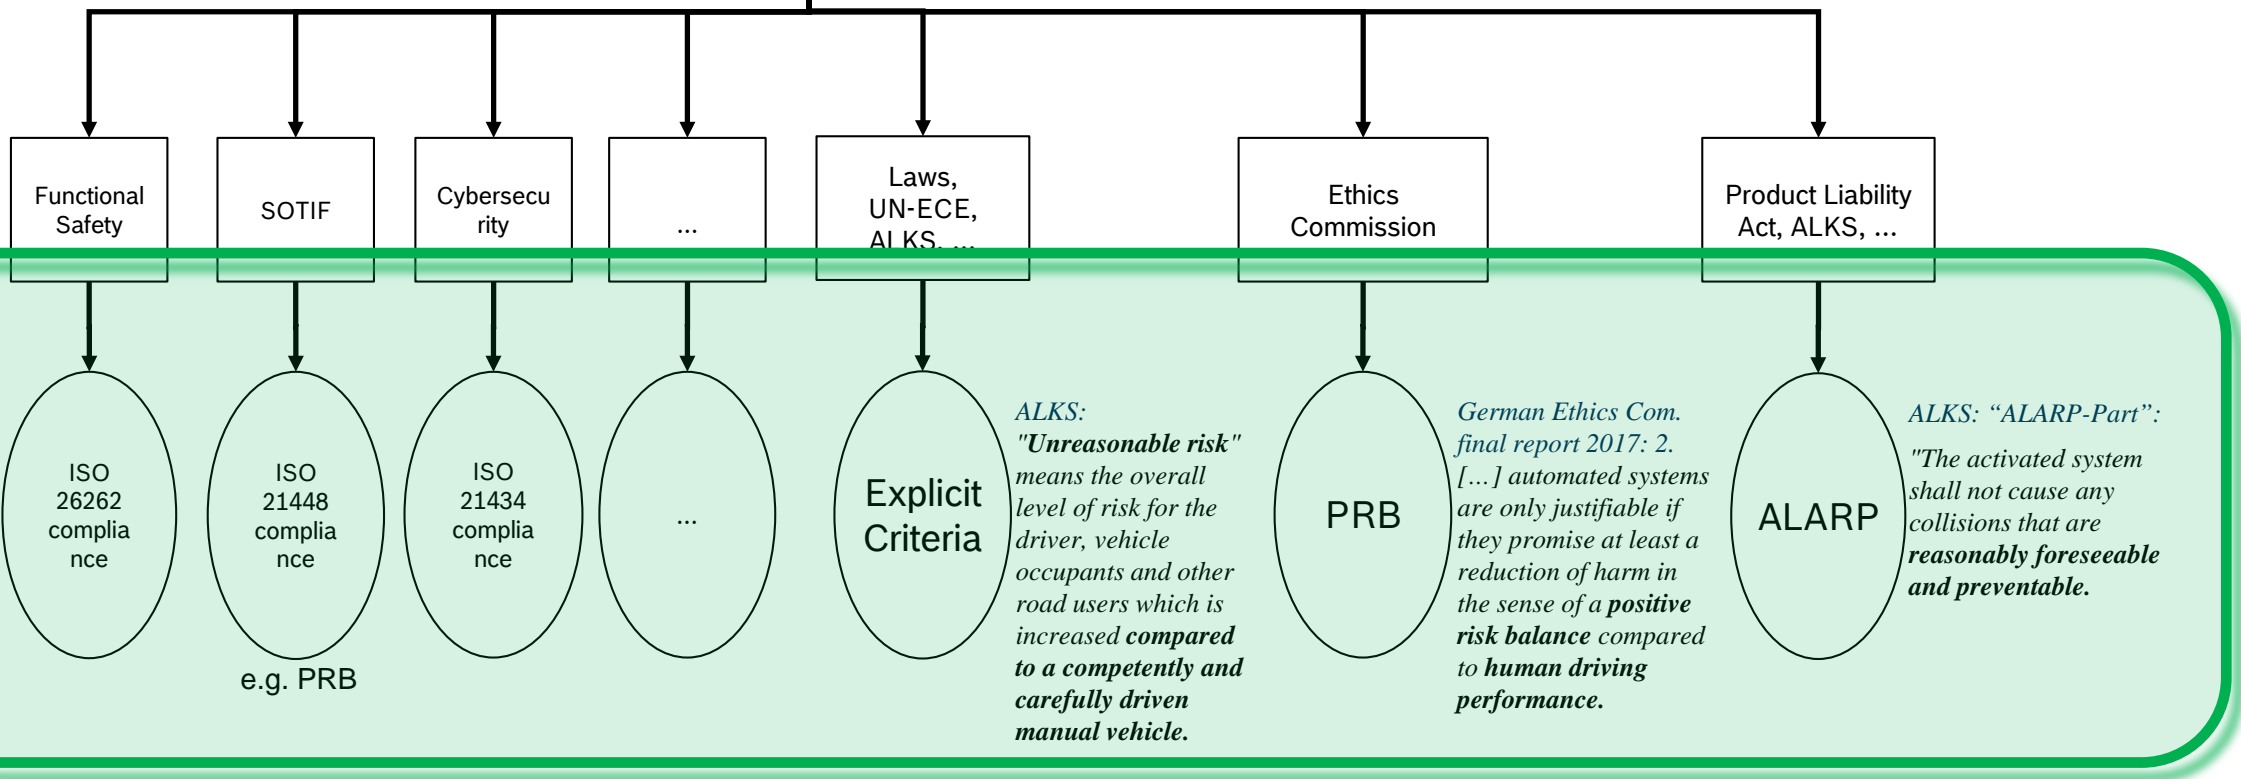 Functional
Safety
SOTIF
Cybersecu
rity
...
Laws,
UN-ECE,
ALKS, ...
Ethics
Commission
Product Liability
Act, ALKS, ...
ISO
26262
complia
nce
ISO
21448
complia
nce
e.g. PRB
ISO
21434
complia
nce
...
Explicit
Criteria
ALKS:
"Unreasonable risk"
means the overall
level of risk for the
driver, vehicle
occupants and other
road users which is
increased compared
to a competently and
carefully driven
manual vehicle.
PRB
German Ethics Com.
final report 2017: 2.
[...] automated systems
are only justifiable if
they promise at least a
reduction of harm in
the sense of a positive
risk balance compared
to human driving
performance.
ALARP
ALKS: “ALARP-Part”:
"The activated system
shall not cause any
collisions that are
reasonably foreseeable
and preventable.